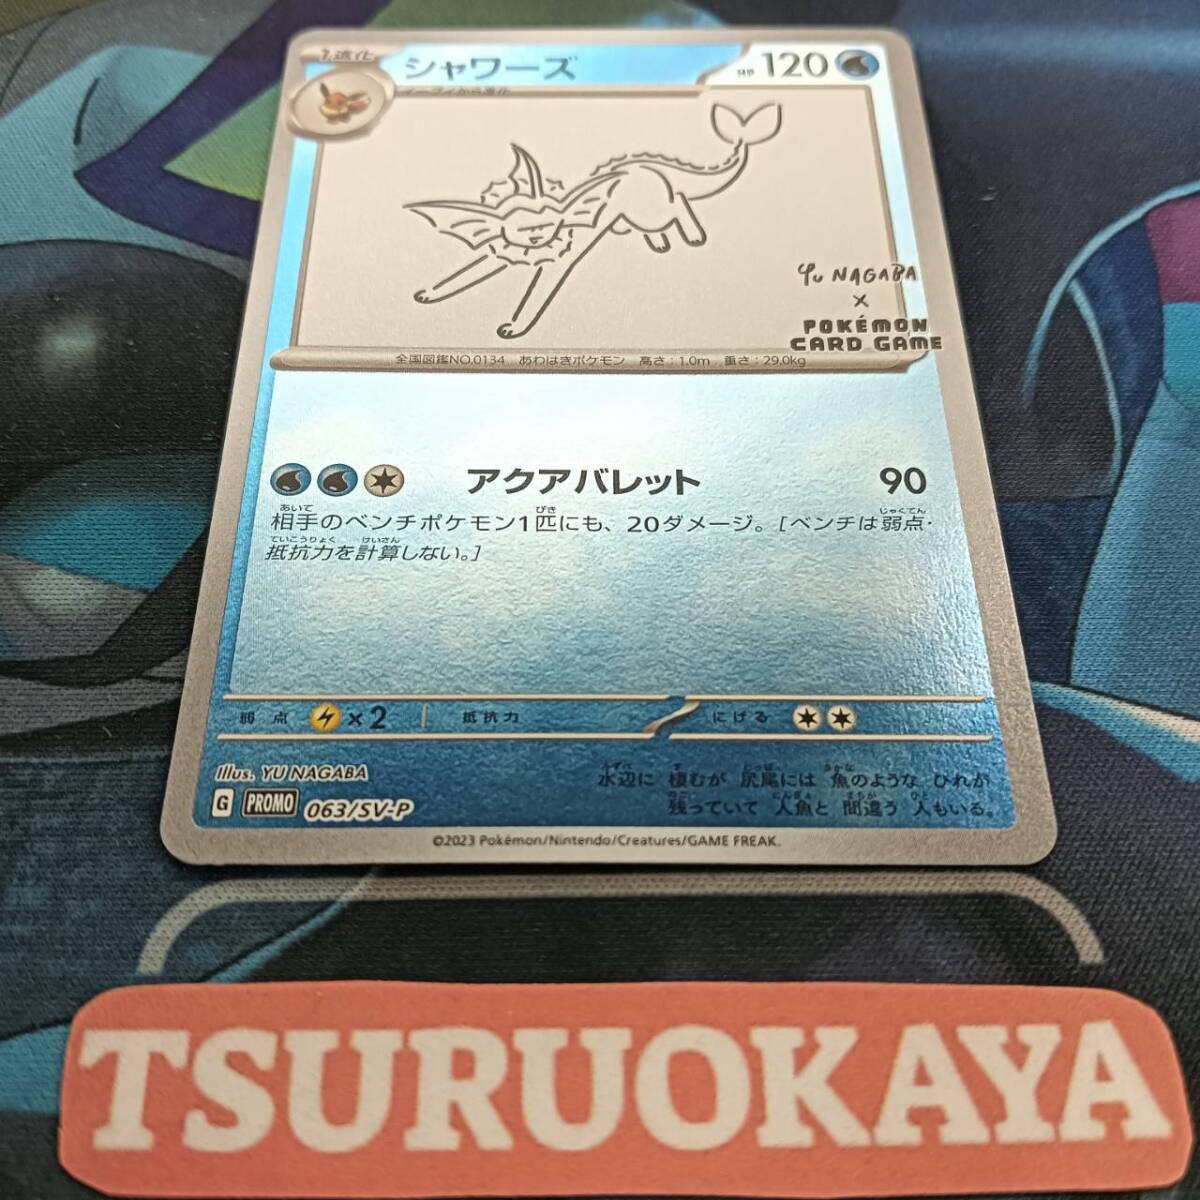 1進化
シャワーズ
HP 120
イーブイから進化
Yu NAGABA
×
POKÉMON
CARD GAME
全国図鑑NO.0134 あわはきポケモン 高さ:1.0m 重さ:29.0kg
アクアバレット 90
相手のベンチポケモン1匹にも、20ダメージ。[ベンチは弱点・
抵抗力を計算しない。]
弱点 ×2 抵抗力 にげる
Illus. YU NAGABA
G PROMO 063/SV-P
水辺に 棲むが 尻尾には 魚のような ひれが
残っていて 人魚と 間違う 人もいる。
©2023 Pokémon/Nintendo/Creatures/GAME FREAK.
TSURUOKAYA